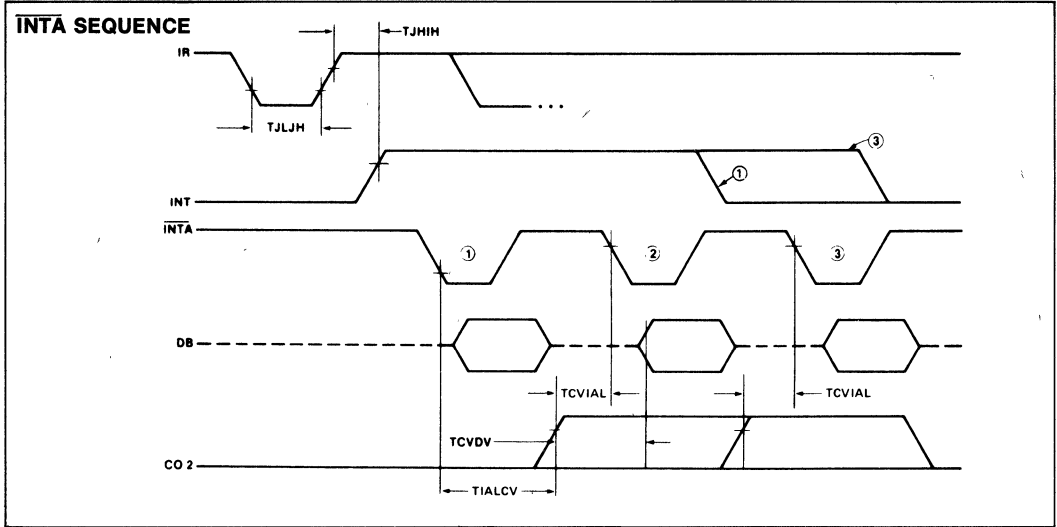 INTA SEQUENCE
TJHIH
IR
TJLJH
...
③
①
INT
INTA
① ② ③
DB
TCVIAL TCVIAL
TCVDV
CO 2
TIALCV